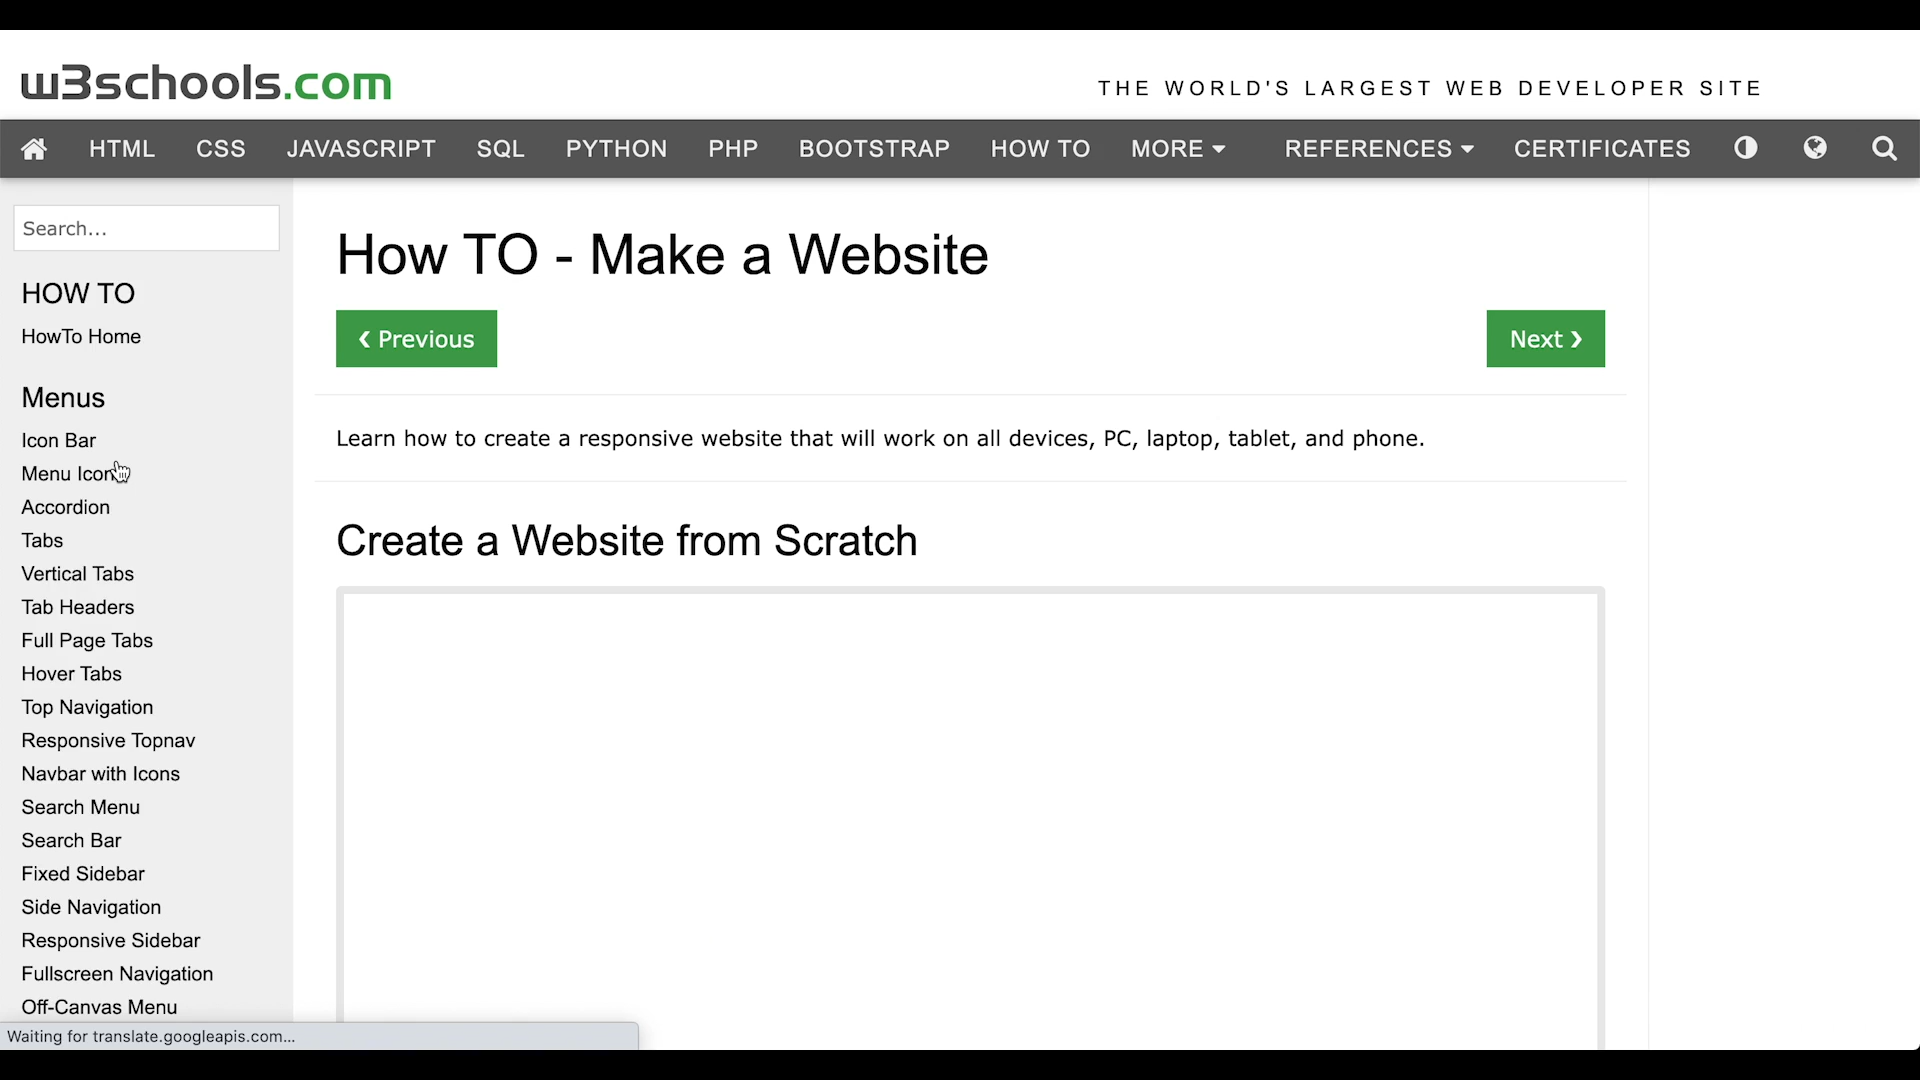 w3schools.com
THE WORLD'S LARGEST WEB DEVELOPER SITE
HTML CSS JAVASCRIPT SQL PYTHON PHP BOOTSTRAP HOW TO MORE REFERENCES CERTIFICATES
Search...
HOW TO
HowTo Home
Menus
Icon Bar
Menu Icon
Accordion
Tabs
Vertical Tabs
Tab Headers
Full Page Tabs
Hover Tabs
Top Navigation
Responsive Topnav
Navbar with Icons
Search Menu
Search Bar
Fixed Sidebar
Side Navigation
Responsive Sidebar
Fullscreen Navigation
Off-Canvas Menu
How TO - Make a Website
❮ Previous
Next ❯
Learn how to create a responsive website that will work on all devices, PC, laptop, tablet, and phone.
Create a Website from Scratch
Waiting for translate.googleapis.com...